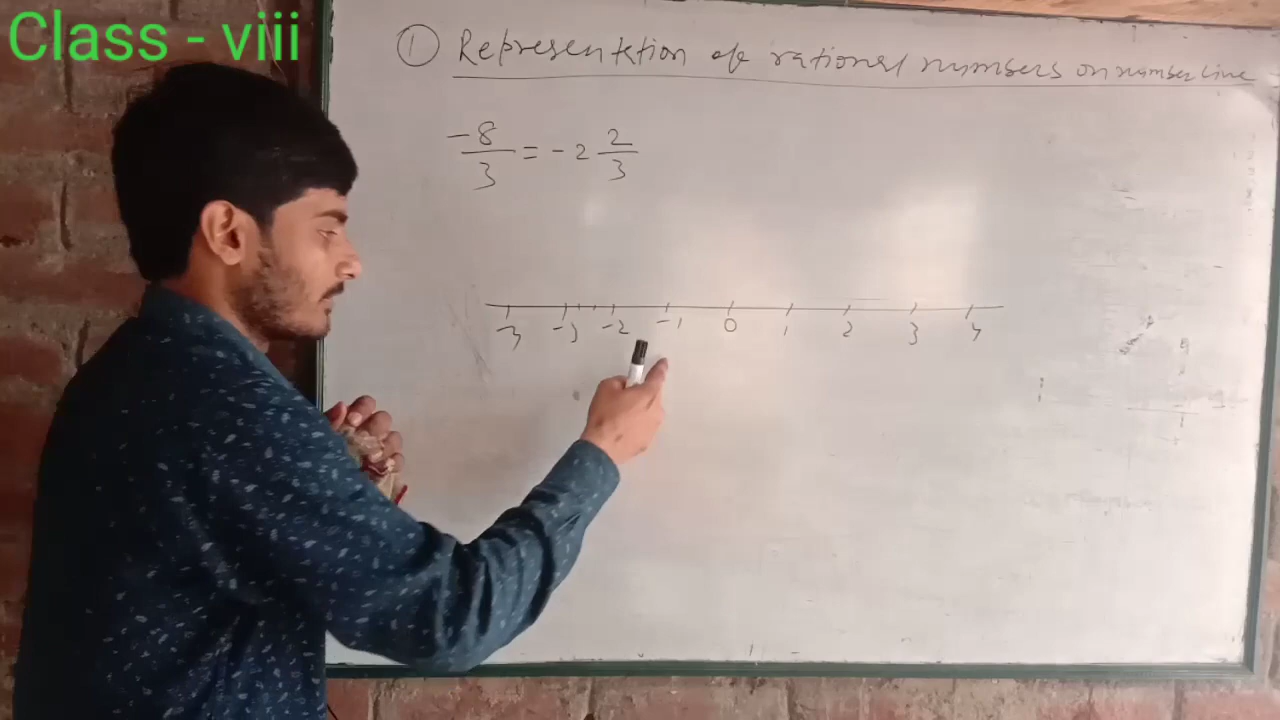 Class - viii
① Representation of rational numbers on number line
-8/3 = -2 2/3
-3 -3 -2 -1 0 1 2 3 4